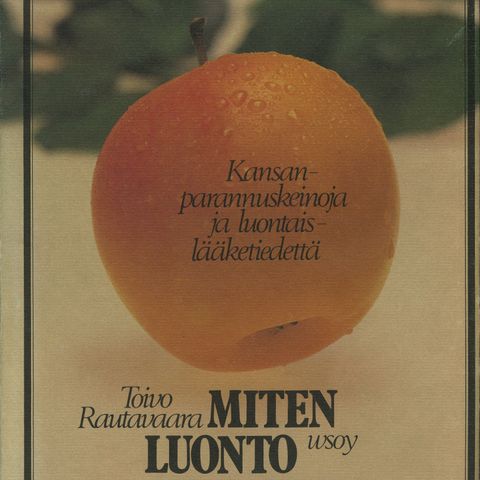 Kansan-
parannuskeinoja
ja luontais-
lääketiedettä
Toivo
Rautavaara MITEN
LUONTO wsoy